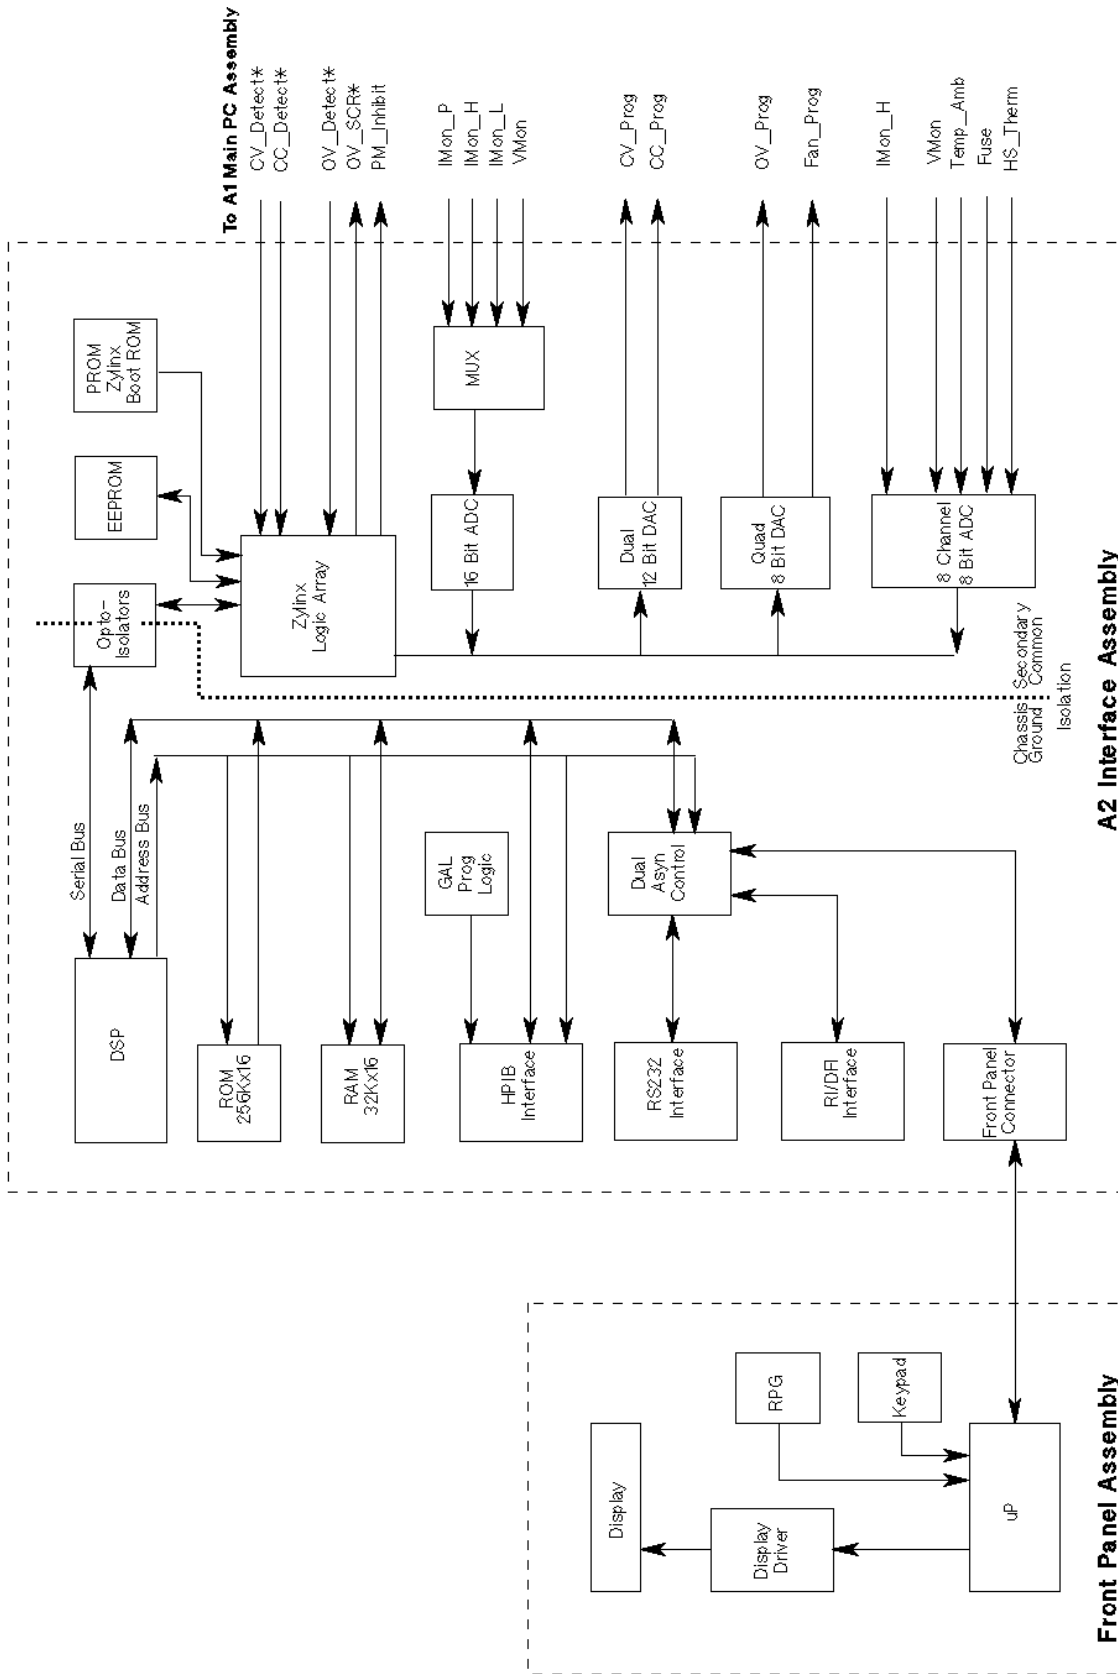 To A1 Main PC Assembly
CV_Detect*
CC_Detect*
OV_Detect*
OV_SCR*
PM_Inhibit
IMon_P
IMon_H
IMon_L
VMon
CV_Prog
CC_Prog
OV_Prog
Fan_Prog
IMon_H
VMon
Temp_Amb
Fuse
HS_Therm
PROM
Zylinx
Boot ROM
EEPROM
Opto-
Isolators
Zylinx
Logic Array
MUX
16 Bit ADC
Dual
12 Bit DAC
Quad
8 Bit DAC
8 Channel
8 Bit ADC
Chassis
Ground
Secondary
Common
Isolation
A2 Interface Assembly
Serial Bus
Data Bus
Address Bus
DSP
ROM
256Kx16
RAM
32Kx16
GAL
Prog
Logic
HPIB
Interface
Dual
Asyn
Control
RS232
Interface
RI/DFI
Interface
Front Panel
Connector
Display
Display
Driver
RPG
Keypad
uP
Front Panel Assembly